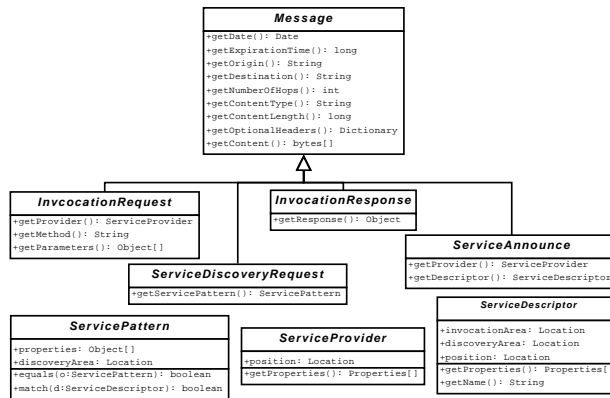 Message
+getDate(): Date
+getExpirationTime(): long
+getOrigin(): String
+getDestination(): String
+getNumberOfHops(): int
+getContentType(): String
+getContentLength(): long
+getOptionalHeaders(): Dictionary
+getContent(): bytes[]
InvcocationRequest
+getProvider(): ServiceProvider
+getMethod(): String
+getParameters(): Object[]
InvocationResponse
+getResponse(): Object
ServiceAnnounce
+getProvider(): ServiceProvider
+getDescriptor(): ServiceDescriptor
ServiceDiscoveryRequest
+getServicePattern(): ServicePattern
ServicePattern
+properties: Object[]
+discoveryArea: Location
+equals(o:ServicePattern): boolean
+match(d:ServiceDescriptor): boolean
ServiceProvider
+position: Location
+getProperties(): Properties[]
ServiceDescriptor
+invocationArea: Location
+discoveryArea: Location
+position: Location
+getProperties(): Properties[]
+getName(): String